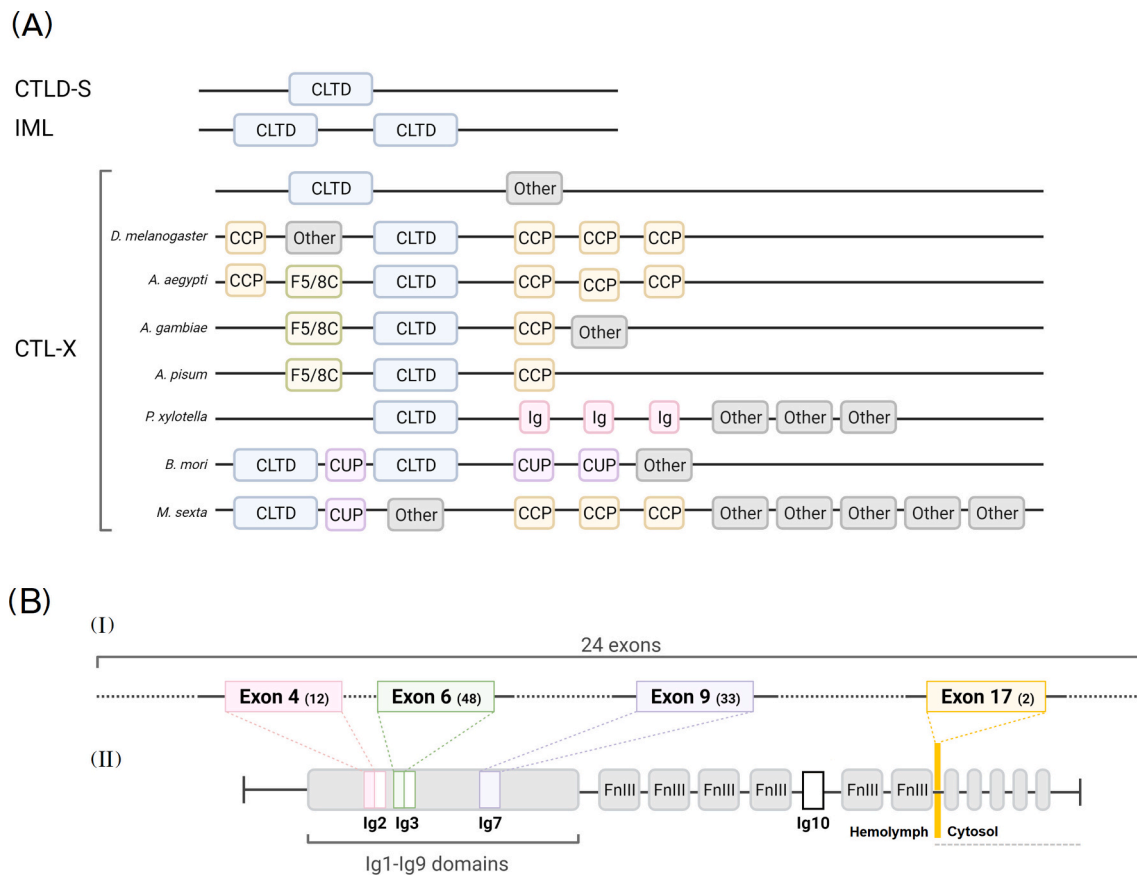 (A)
CTLD-S CLTD
IML CLTD CLTD
CLTD Other
D. melanogaster CCP Other CLTD CCP CCP CCP
A. aegypti CCP F5/8C CLTD CCP CCP CCP
A. gambiae F5/8C CLTD CCP Other
CTL-X
A. pisum F5/8C CLTD CCP
P. xylotella CLTD Ig Ig Ig Other Other Other
B. mori CLTD CUP CLTD CUP CUP Other
M. sexta CLTD CUP Other CCP CCP CCP Other Other Other Other Other
(B)
(I)
24 exons
Exon 4 (12) Exon 6 (48) Exon 9 (33) Exon 17 (2)
(II)
FnIII FnIII FnIII FnIII FnIII FnIII
Ig2 Ig3 Ig7 Ig10 Hemolymph Cytosol
Ig1-Ig9 domains